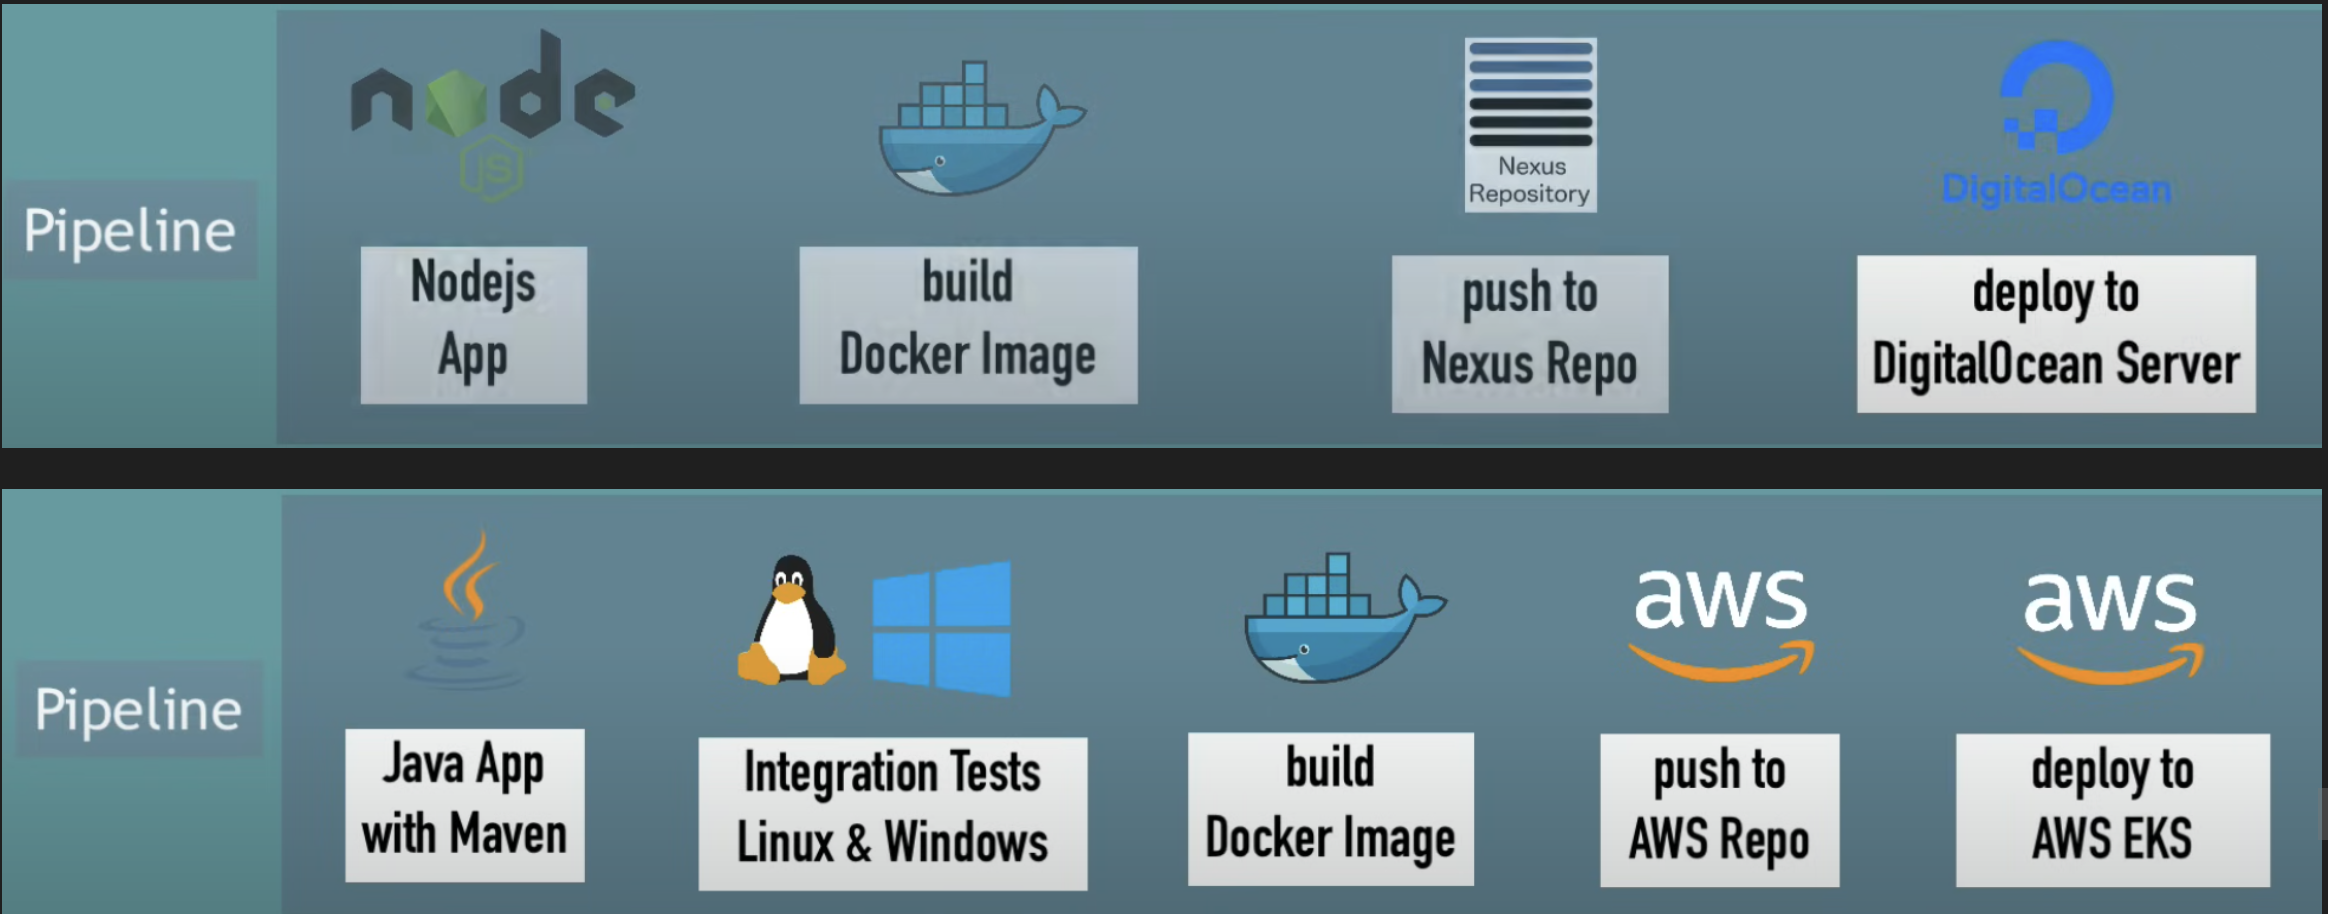 Pipeline
node
JS
Nodejs
App
build
Docker Image
Nexus
Repository
push to
Nexus Repo
DigitalOcean
deploy to
DigitalOcean Server
Pipeline
Java App
with Maven
Integration Tests
Linux & Windows
build
Docker Image
aws
push to
AWS Repo
aws
deploy to
AWS EKS